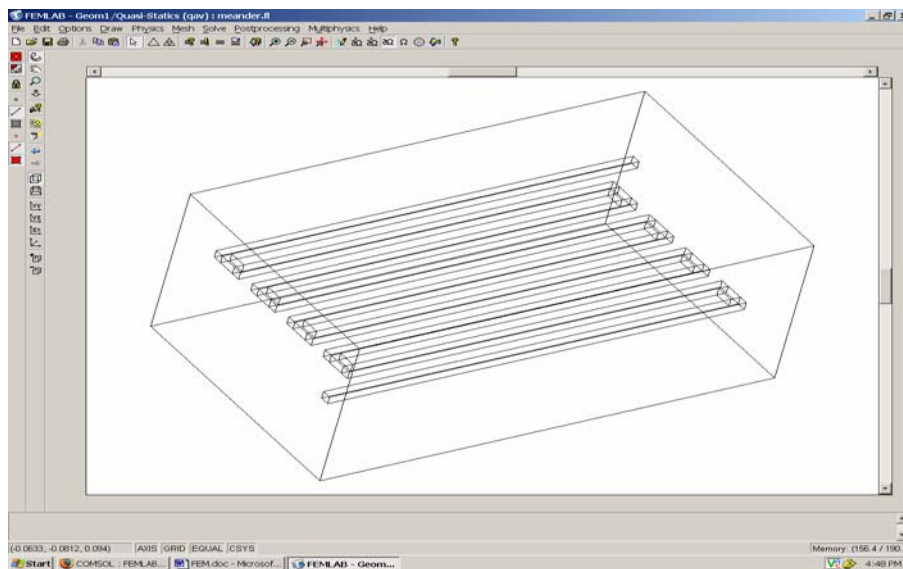 FEMLAB - Geom1/Quasi-Statics (qav) : meander.fl
File Edit Options Draw Physics Mesh Solve Postprocessing Multiphysics Help
(-0.0633, -0.0812, 0.094) AXIS GRID EQUAL CSYS Memory: (156.4 / 190.
Start COMSOL : FEMLAB... FEM.doc - Microsof... FEMLAB - Geom... 4:48 PM